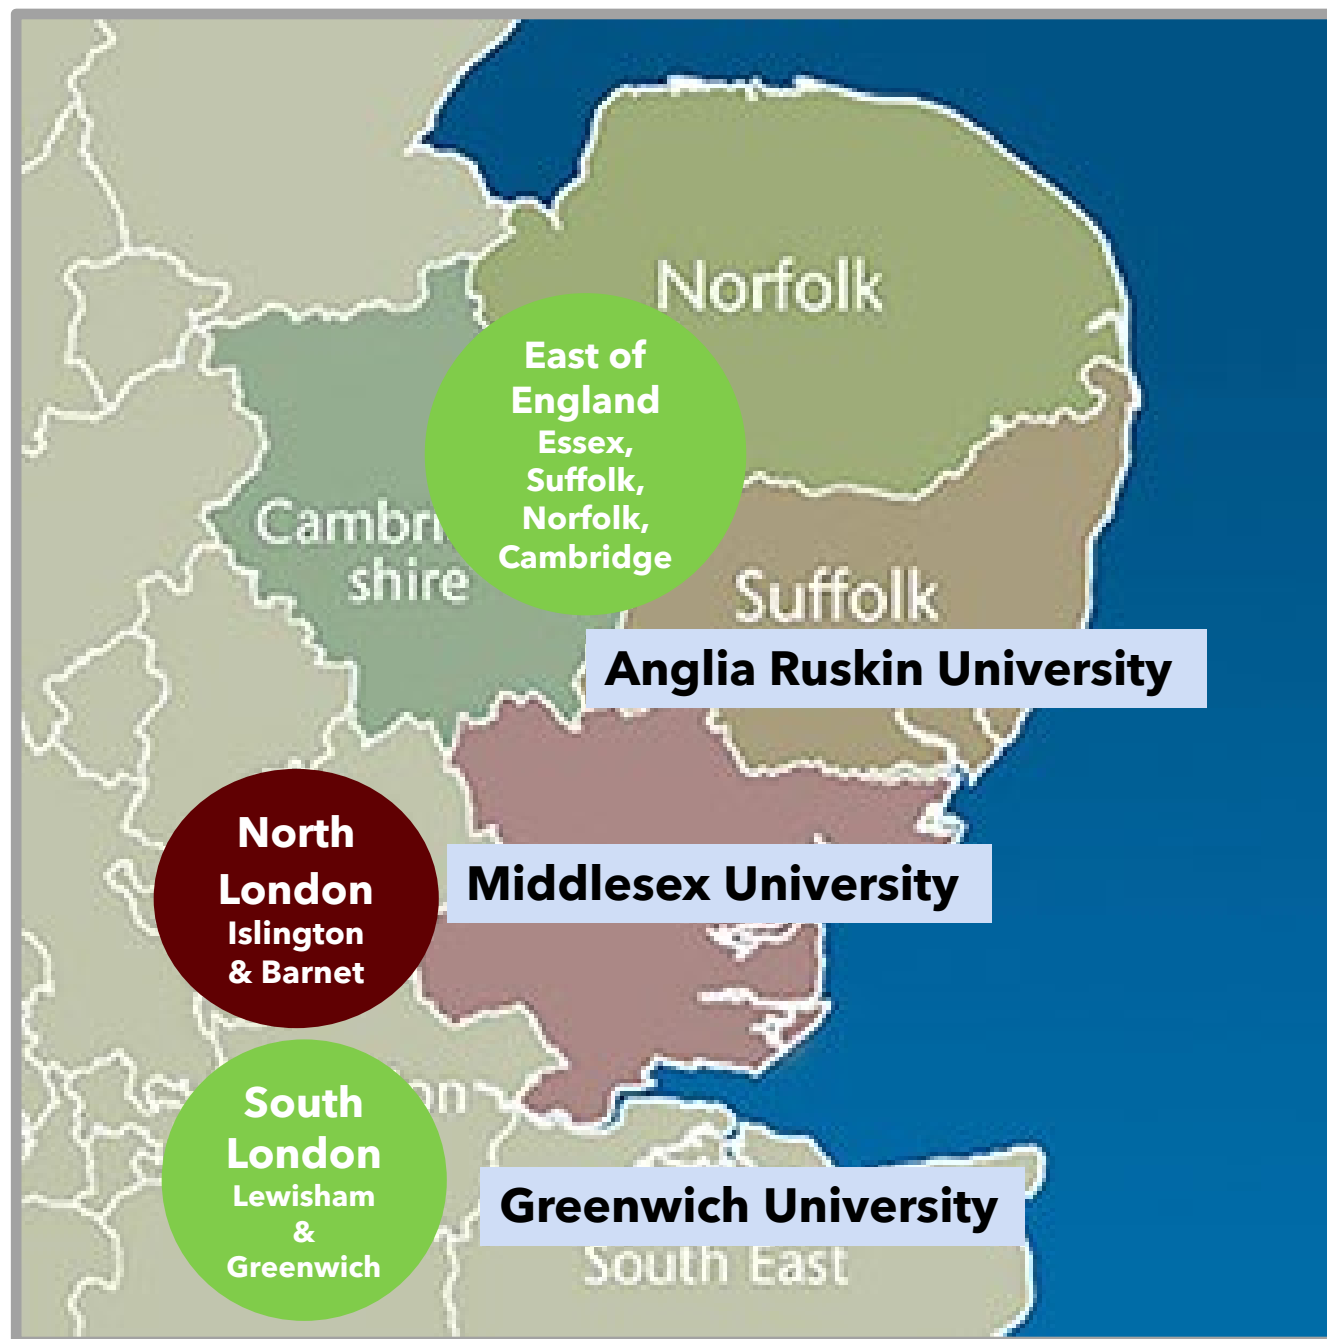 Norfolk
East of
England
Essex,
Suffolk,
Norfolk,
Cambridge
shire
Suffolk
Anglia Ruskin University
North
London
Islington
& Barnet
Middlesex University
South
London
Lewisham
&
Greenwich
Greenwich University
South East